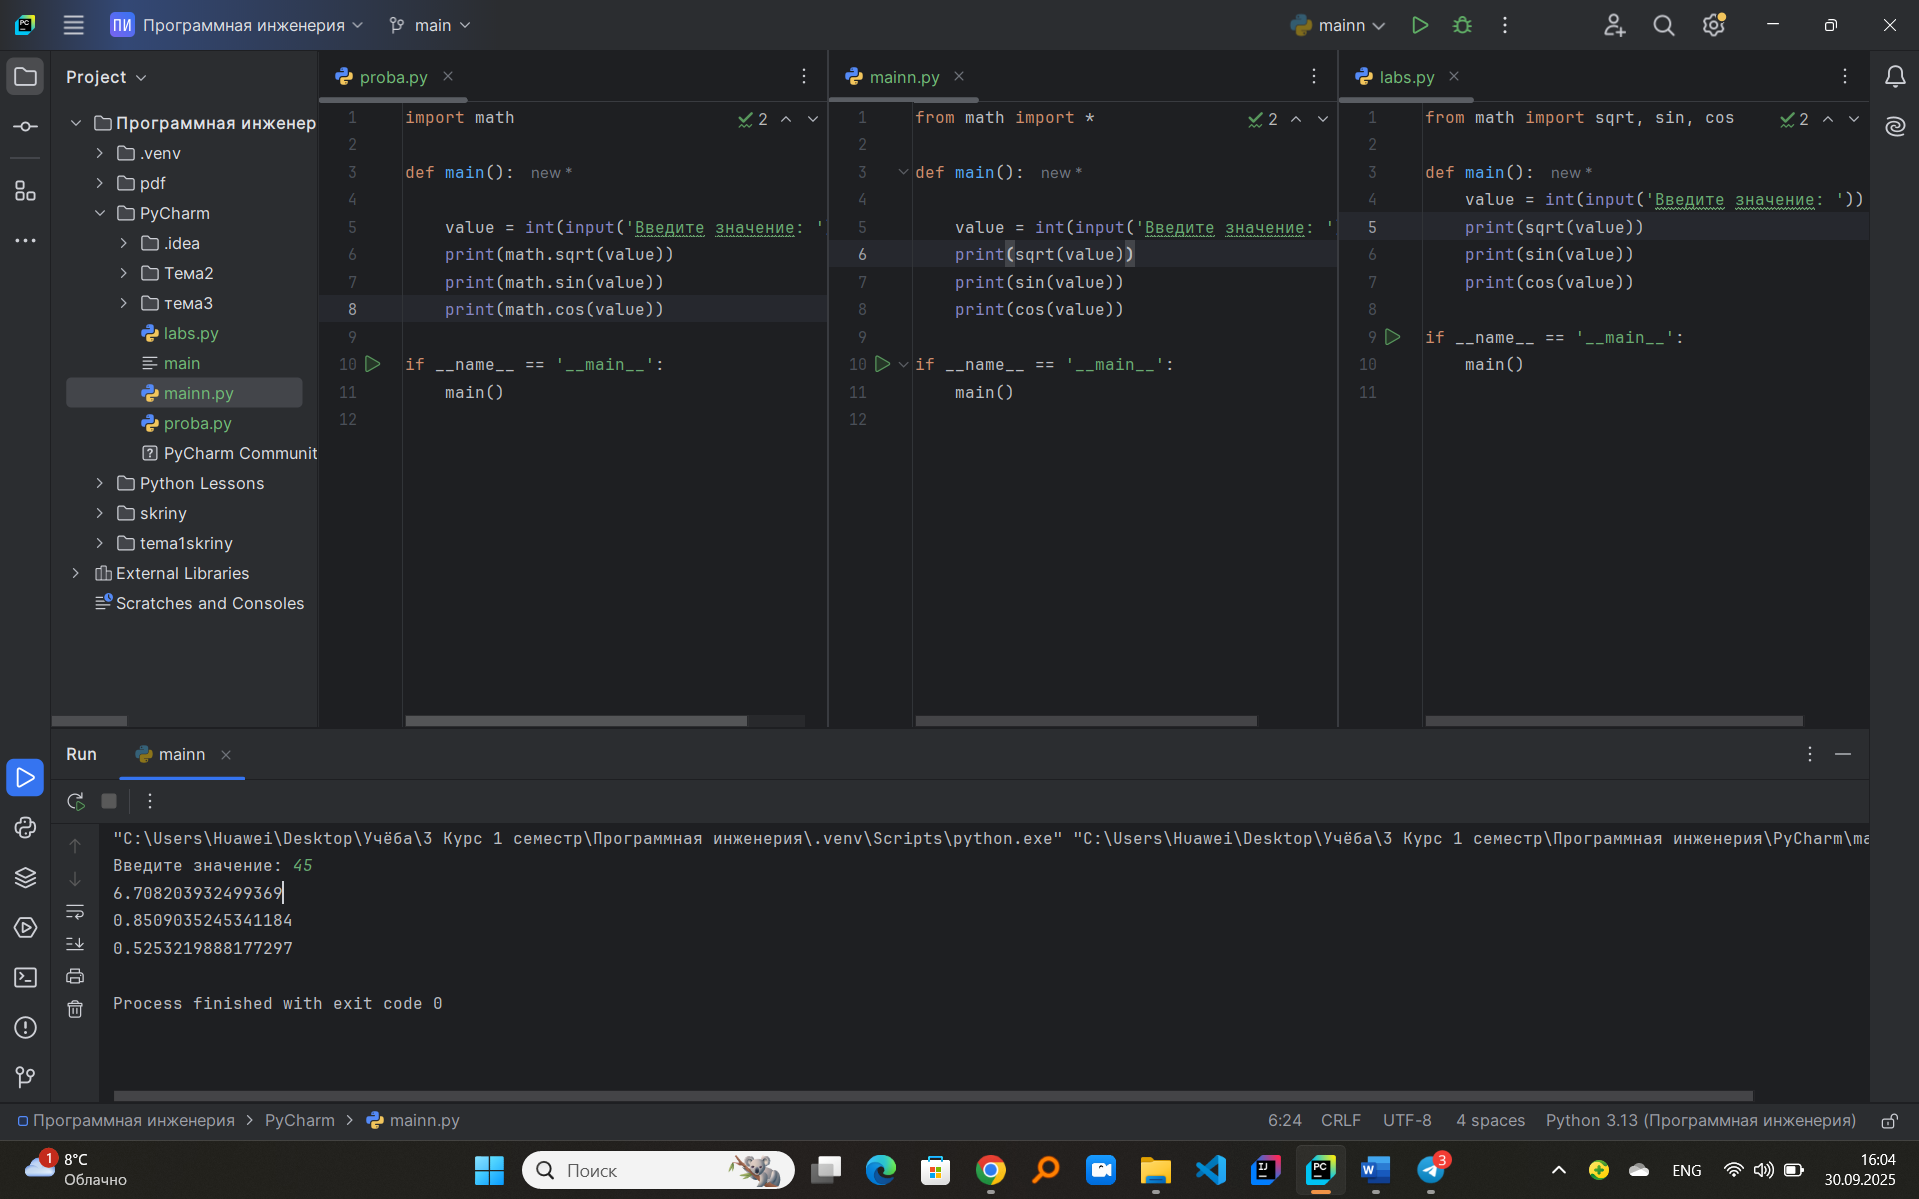 ПИ Программная инженерия main mainn
Project
Программная инженер
.venv
pdf
PyCharm
.idea
Тема2
тема3
labs.py
main
mainn.py
proba.py
PyCharm Communit
Python Lessons
skriny
tema1skriny
External Libraries
Scratches and Consoles
proba.py
2
1 import math
2
3 def main(): new *
4
5 value = int(input('Введите значение: '
6 print(math.sqrt(value))
7 print(math.sin(value))
8 print(math.cos(value))
9
10 if __name__ == '__main__':
11 main()
12
mainn.py
2
1 from math import *
2
3 def main(): new *
4
5 value = int(input('Введите значение: '
6 print(sqrt(value))
7 print(sin(value))
8 print(cos(value))
9
10 if __name__ == '__main__':
11 main()
12
labs.py
2
1 from math import sqrt, sin, cos
2
3 def main(): new *
4 value = int(input('Введите значение: '))
5 print(sqrt(value))
6 print(sin(value))
7 print(cos(value))
8
9 if __name__ == '__main__':
10 main()
11
Run mainn
"C:\Users\Huawei\Desktop\Учёба\3 Курс 1 семестр\Программная инженерия\.venv\Scripts\python.exe" "C:\Users\Huawei\Desktop\Учёба\3 Курс 1 семестр\Программная инженерия\PyCharm\ma
Введите значение: 45
6.708203932499369
0.8509035245341184
0.5253219888177297
Process finished with exit code 0
Программная инженерия PyCharm mainn.py 6:24 CRLF UTF-8 4 spaces Python 3.13 (Программная инженерия)
1 8°C
Облачно
Поиск
3
ENG
16:04
30.09.2025